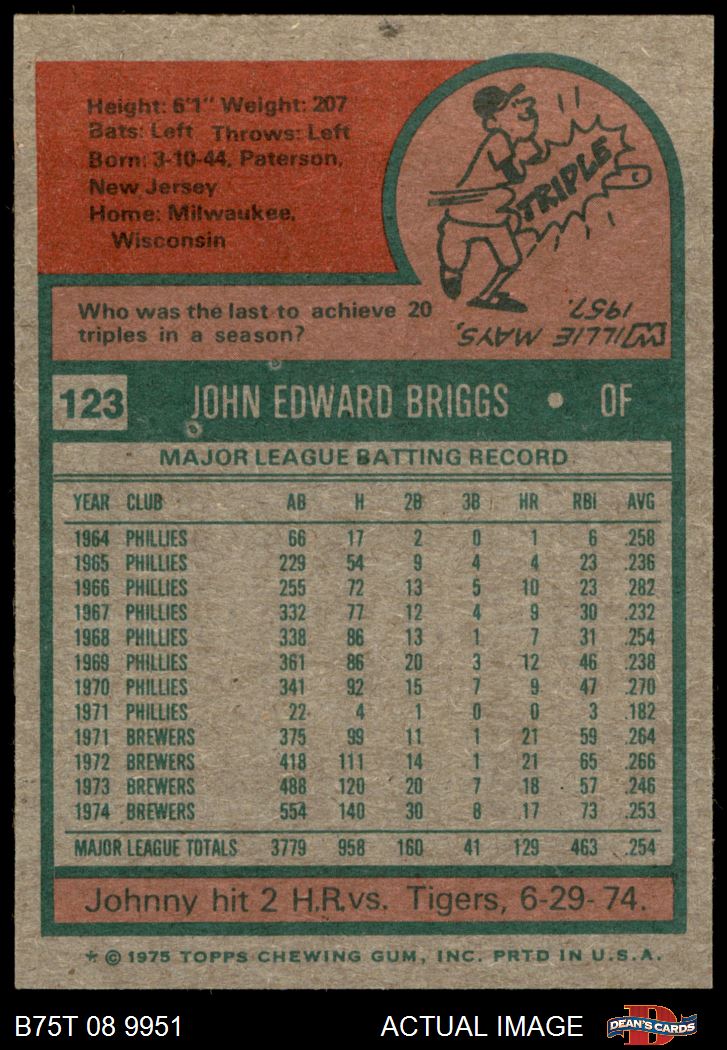 Height: 6'1" Weight: 207
Bats: Left Throws: Left
Born: 3-10-44, Paterson,
New Jersey
Home: Milwaukee,
Wisconsin
TRIPLE
Who was the last to achieve 20
triples in a season?
WILLIE MAYS,
1957.
123 JOHN EDWARD BRIGGS • OF
MAJOR LEAGUE BATTING RECORD
YEAR CLUB AB H 2B 3B HR RBI AVG
1964 PHILLIES 66 17 2 0 1 6 .258
1965 PHILLIES 229 54 9 4 4 23 .236
1966 PHILLIES 255 72 13 5 10 23 .282
1967 PHILLIES 332 77 12 4 9 30 .232
1968 PHILLIES 338 86 13 1 7 31 .254
1969 PHILLIES 361 86 20 3 12 46 .238
1970 PHILLIES 341 92 15 7 9 47 .270
1971 PHILLIES 22 4 1 0 0 3 .182
1971 BREWERS 375 99 11 1 21 59 .264
1972 BREWERS 418 111 14 1 21 65 .266
1973 BREWERS 488 120 20 7 18 57 .246
1974 BREWERS 554 140 30 8 17 73 .253
MAJOR LEAGUE TOTALS 3779 958 160 41 129 463 .254
Johnny hit 2 H.R. vs. Tigers, 6-29-74.
* © 1975 TOPPS CHEWING GUM, INC. PRTD IN U.S.A.
B75T 08 9951 ACTUAL IMAGE
D
DEAN'S CARDS